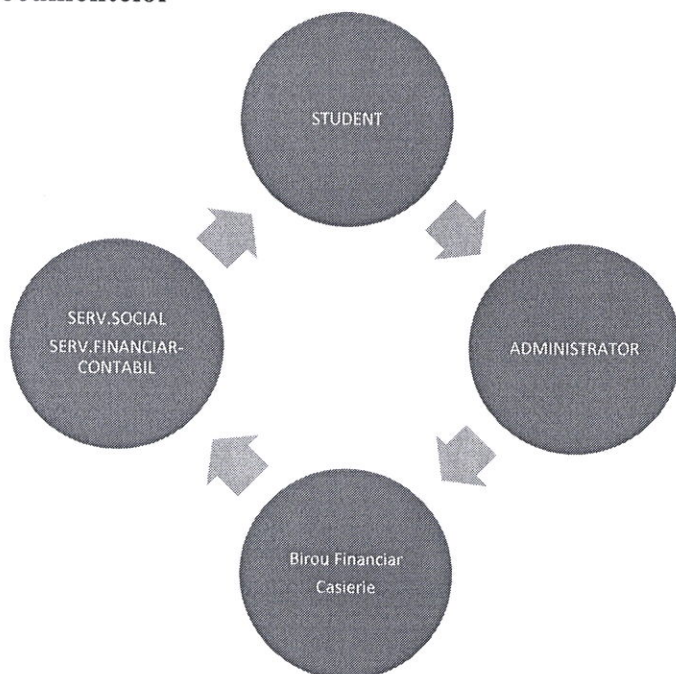 STUDENT
SERV.SOCIAL
SERV.FINANCIAR-
CONTABIL
ADMINISTRATOR
Birou Financiar
Casierie